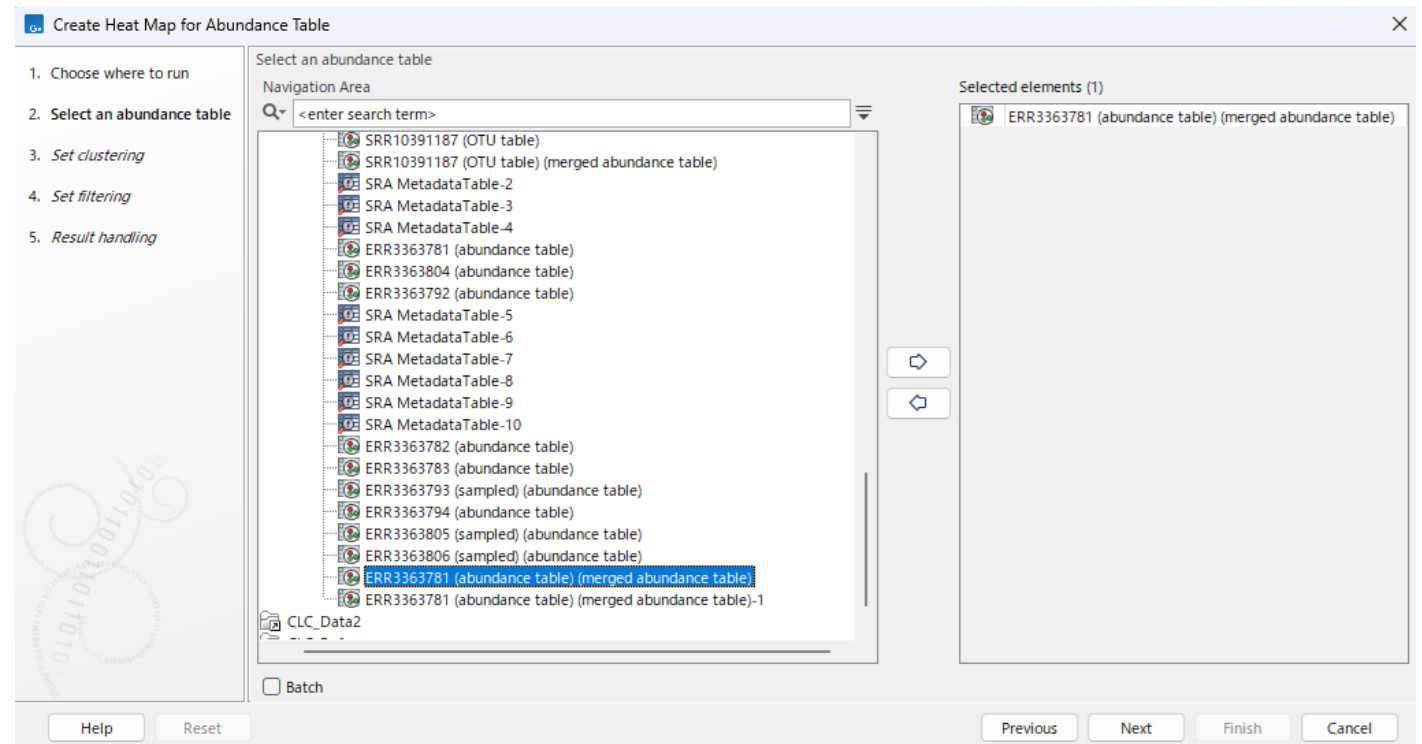 Create Heat Map for Abundance Table
1. Choose where to run
2. Select an abundance table
3. Set clustering
4. Set filtering
5. Result handling
Select an abundance table
Navigation Area
<enter search term>
SRR10391187 (OTU table)
SRR10391187 (OTU table) (merged abundance table)
SRA MetadataTable-2
SRA MetadataTable-3
SRA MetadataTable-4
ERR3363781 (abundance table)
ERR3363804 (abundance table)
ERR3363792 (abundance table)
SRA MetadataTable-5
SRA MetadataTable-6
SRA MetadataTable-7
SRA MetadataTable-8
SRA MetadataTable-9
SRA MetadataTable-10
ERR3363782 (abundance table)
ERR3363783 (abundance table)
ERR3363793 (sampled) (abundance table)
ERR3363794 (abundance table)
ERR3363805 (sampled) (abundance table)
ERR3363806 (sampled) (abundance table)
ERR3363781 (abundance table) (merged abundance table)
ERR3363781 (abundance table) (merged abundance table)-1
CLC_Data2
Batch
Selected elements (1)
ERR3363781 (abundance table) (merged abundance table)
Help
Reset
Previous
Next
Finish
Cancel